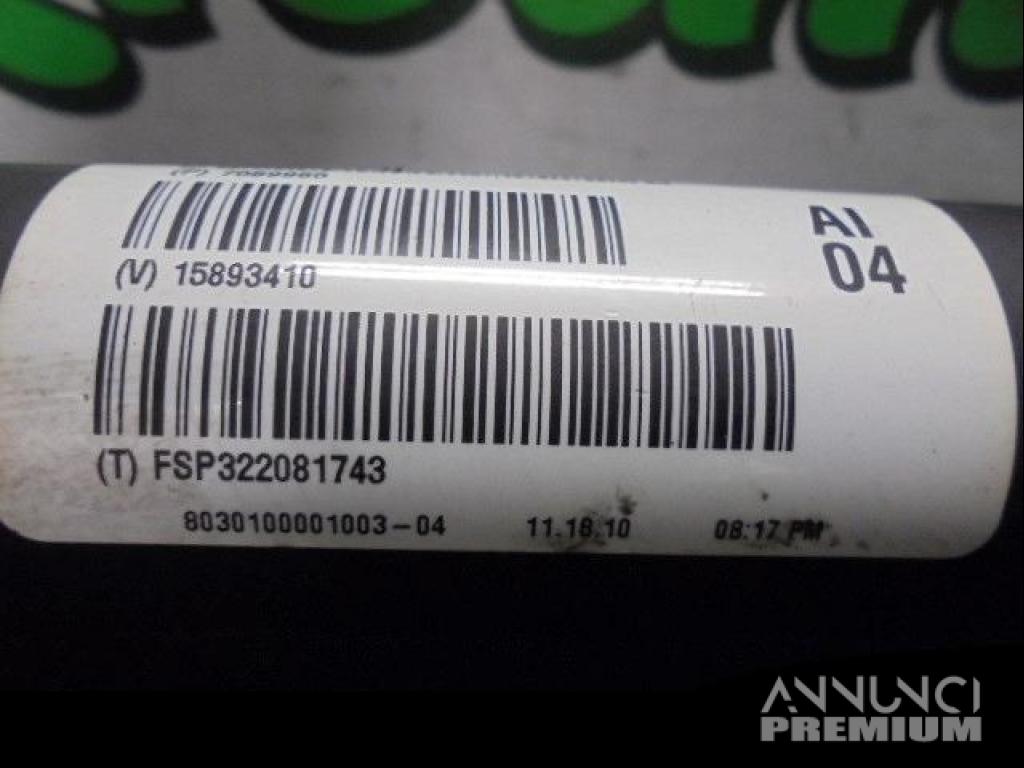 (V) 15893410
AI
04
(T) FSP322081743
8030100001003-04 11.18.10 08:17 PM
ANNUNCI
PREMIUM